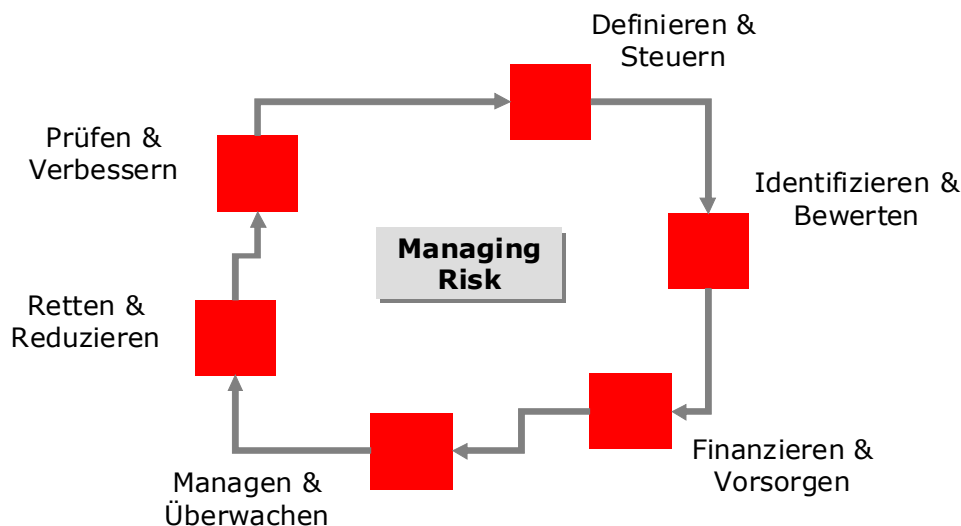 Definieren &
Steuern
Prüfen &
Verbessern
Identifizieren &
Bewerten
Managing
Risk
Retten &
Reduzieren
Finanzieren &
Vorsorgen
Managen &
Überwachen